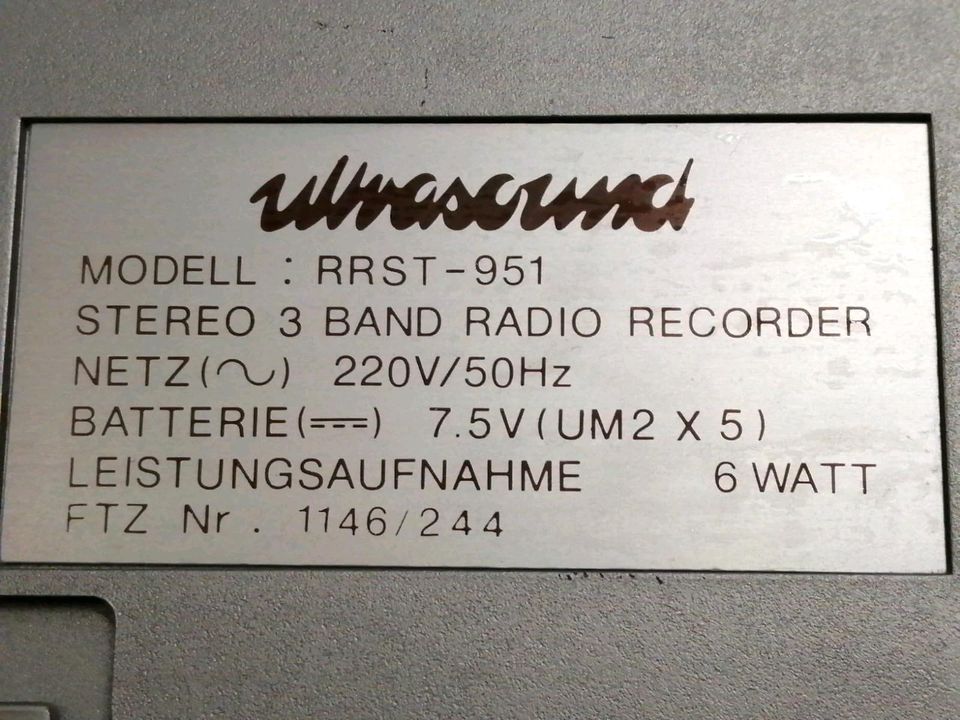 ultrasound
MODELL : RRST-951
STEREO 3 BAND RADIO RECORDER
NETZ(∿) 220V/50Hz
BATTERIE(⎓) 7.5V(UM2 X 5)
LEISTUNGSAUFNAHME 6 WATT
FTZ Nr. 1146/244